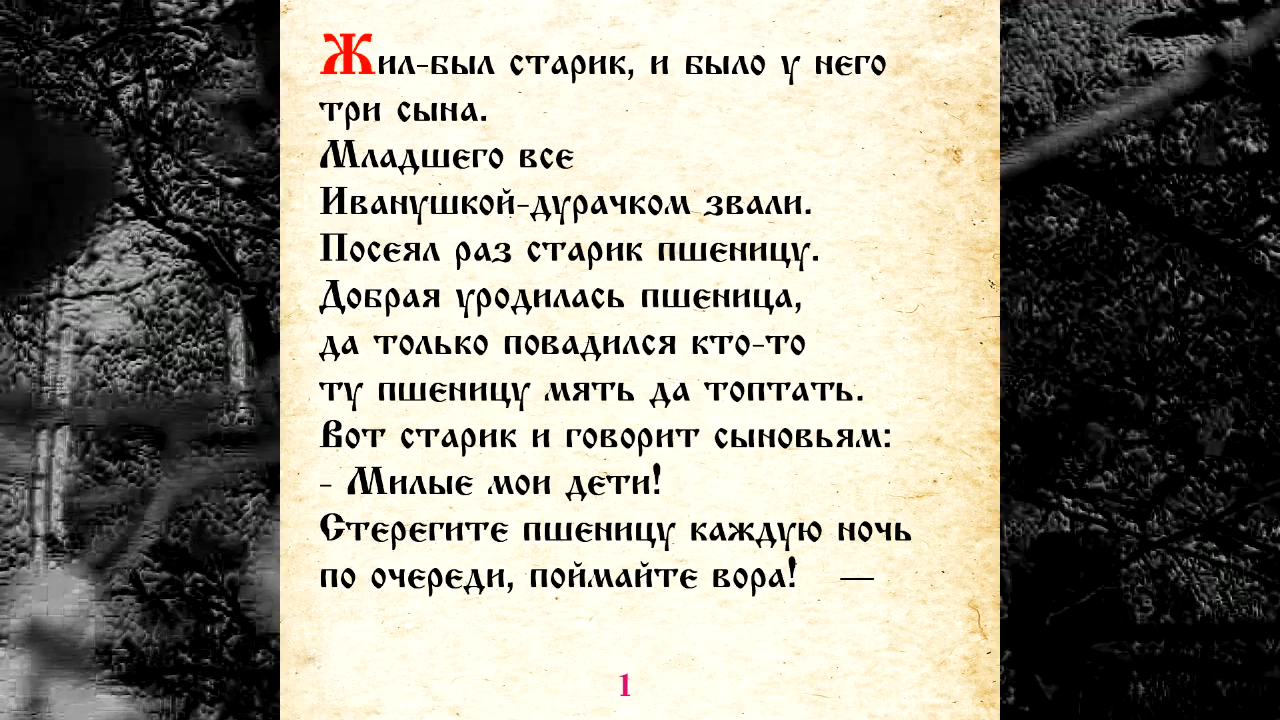 Жил-был старик, и было у него
три сына.
Младшего все
Иванушкой-дурачком звали.
Посеял раз старик пшеницу.
Добрая уродилась пшеница,
да только повадился кто-то
ту пшеницу мять да топтать.
Вот старик и говорит сыновьям:
- Милые мои дети!
Стерегите пшеницу каждую ночь
по очереди, поймайте вора! —
1